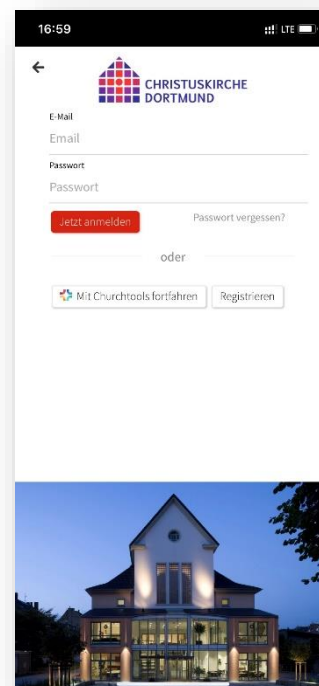 16:59
LTE
CHRISTUSKIRCHE
DORTMUND
E-Mail
Email
Passwort
Passwort
Jetzt anmelden
Passwort vergessen?
oder
Mit Churchtools fortfahren
Registrieren